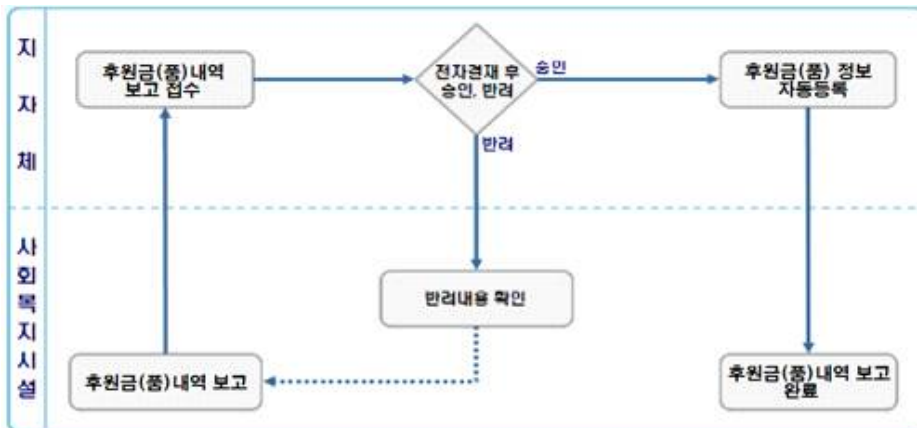 지자체
후원금(품)내역
보고 접수
전자결재 후
승인, 반려
승인
후원금(품) 정보
자동등록
반려
사회복지시설
반려내용 확인
후원금(품)내역 보고
후원금(품)내역 보고
완료